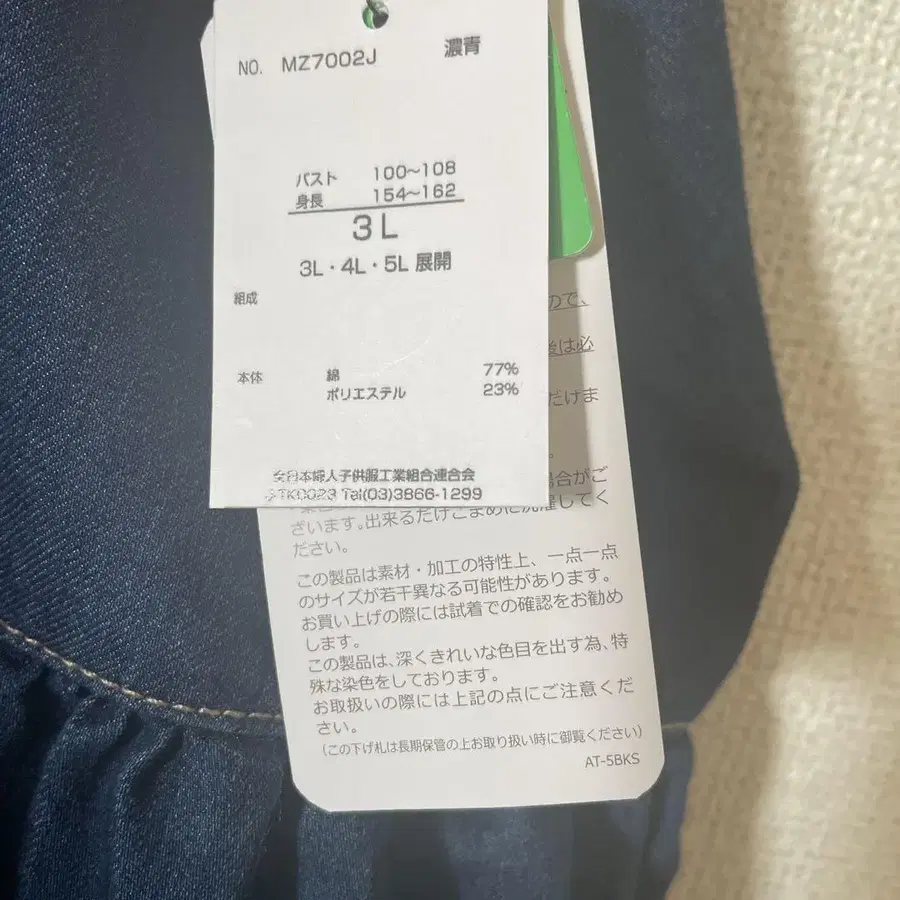 NO. MZ7002J 濃青
バスト 100～108
身長 154～162
3L
3L・4L・5L 展開
組成
本体 綿 77%
ポリエステル 23%
全日本婦人子供服工業組合連合会
Tel(03)3866-1299
ので、
後は必
だけま
。
場合がご
ざいます。出来るだけこまめに洗濯してく
ださい。
この製品は素材・加工の特性上、一点一点
のサイズが若干異なる可能性があります。
お買い上げの際には試着での確認をお勧め
します。
この製品は、深くきれいな色目を出す為、特
殊な染色をしております。
お取扱いの際には上記の点にご注意くだ
さい。
(この下げ札は長期保管の上お取り扱い時に御覧ください)
AT-5BKS